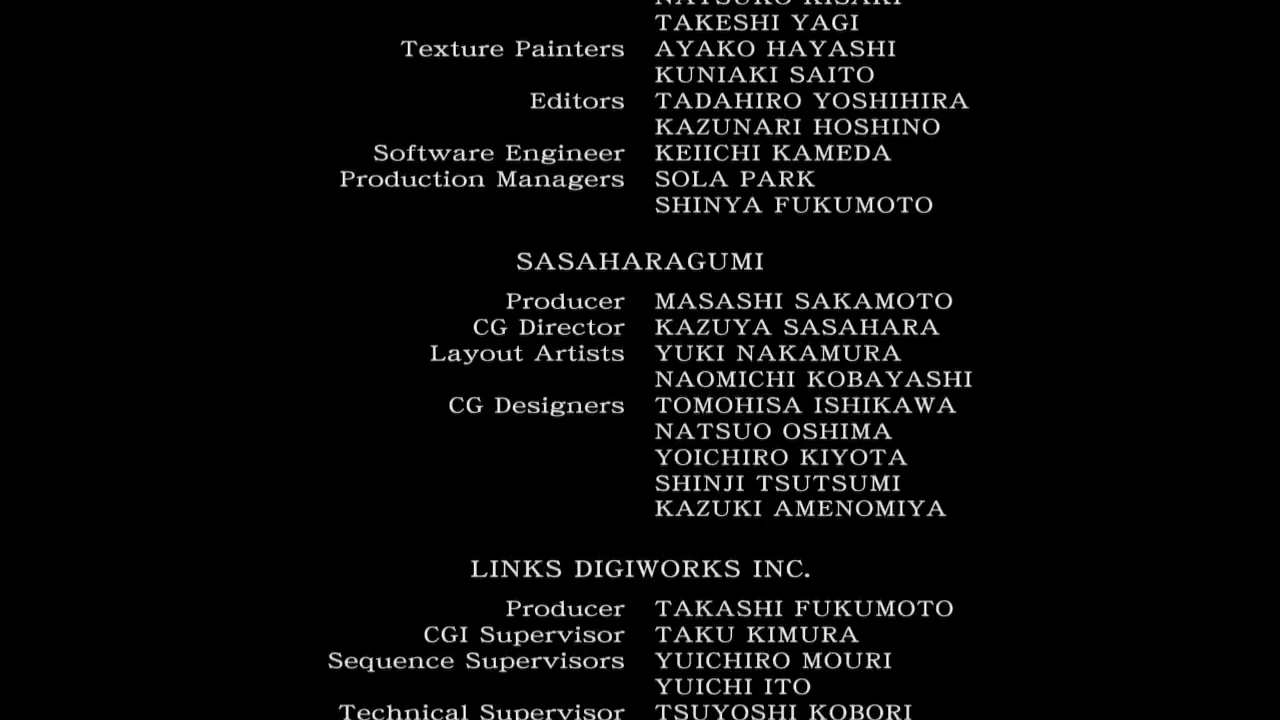 NATSUKO KISAKI
TAKESHI YAGI
Texture Painters AYAKO HAYASHI
KUNIAKI SAITO
Editors TADAHIRO YOSHIHIRA
KAZUNARI HOSHINO
Software Engineer KEIICHI KAMEDA
Production Managers SOLA PARK
SHINYA FUKUMOTO
SASAHARAGUMI
Producer MASASHI SAKAMOTO
CG Director KAZUYA SASAHARA
Layout Artists YUKI NAKAMURA
NAOMICHI KOBAYASHI
CG Designers TOMOHISA ISHIKAWA
NATSUO OSHIMA
YOICHIRO KIYOTA
SHINJI TSUTSUMI
KAZUKI AMENOMIYA
LINKS DIGIWORKS INC.
Producer TAKASHI FUKUMOTO
CGI Supervisor TAKU KIMURA
Sequence Supervisors YUICHIRO MOURI
YUICHI ITO
Technical Supervisor TSUYOSHI KOBORI